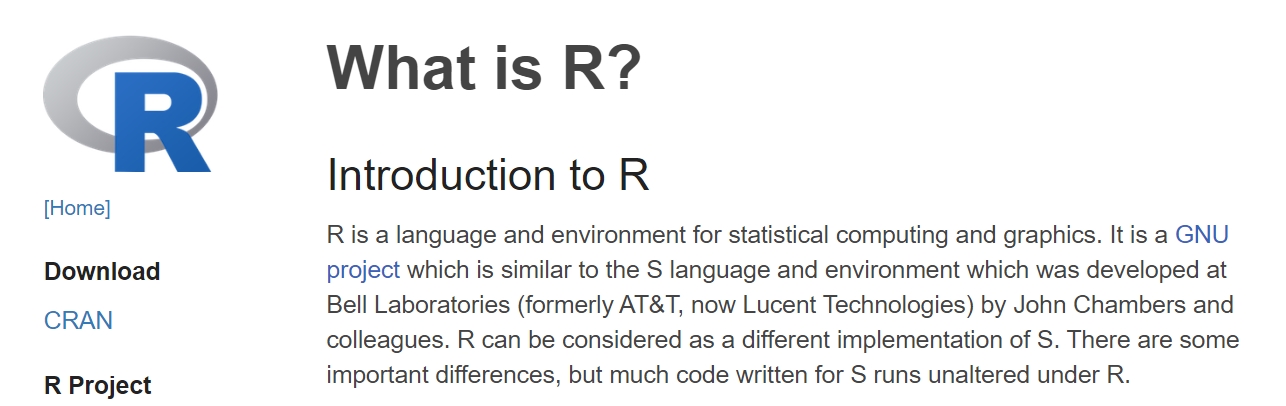 R
[Home]
Download
CRAN
R Project
What is R?
Introduction to R
R is a language and environment for statistical computing and graphics. It is a GNU
project which is similar to the S language and environment which was developed at
Bell Laboratories (formerly AT&T, now Lucent Technologies) by John Chambers and
colleagues. R can be considered as a different implementation of S. There are some
important differences, but much code written for S runs unaltered under R.